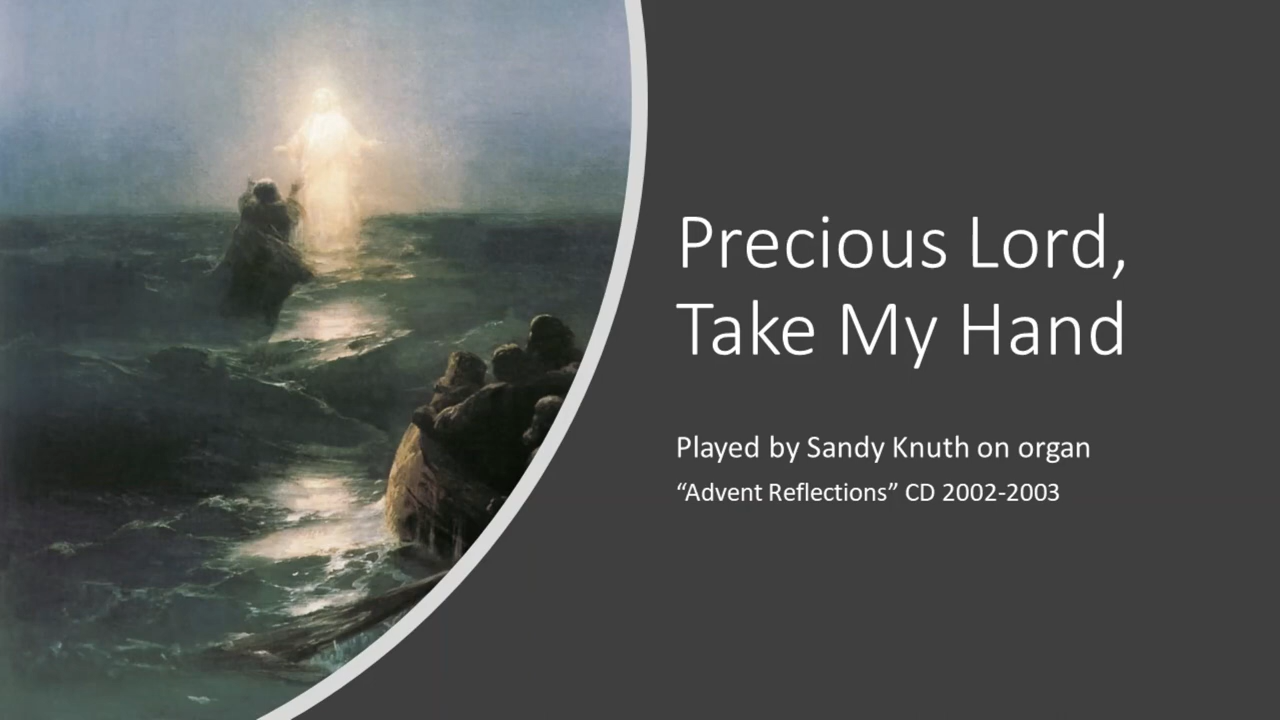 Precious Lord,
Take My Hand
Played by Sandy Knuth on organ
“Advent Reflections” CD 2002-2003